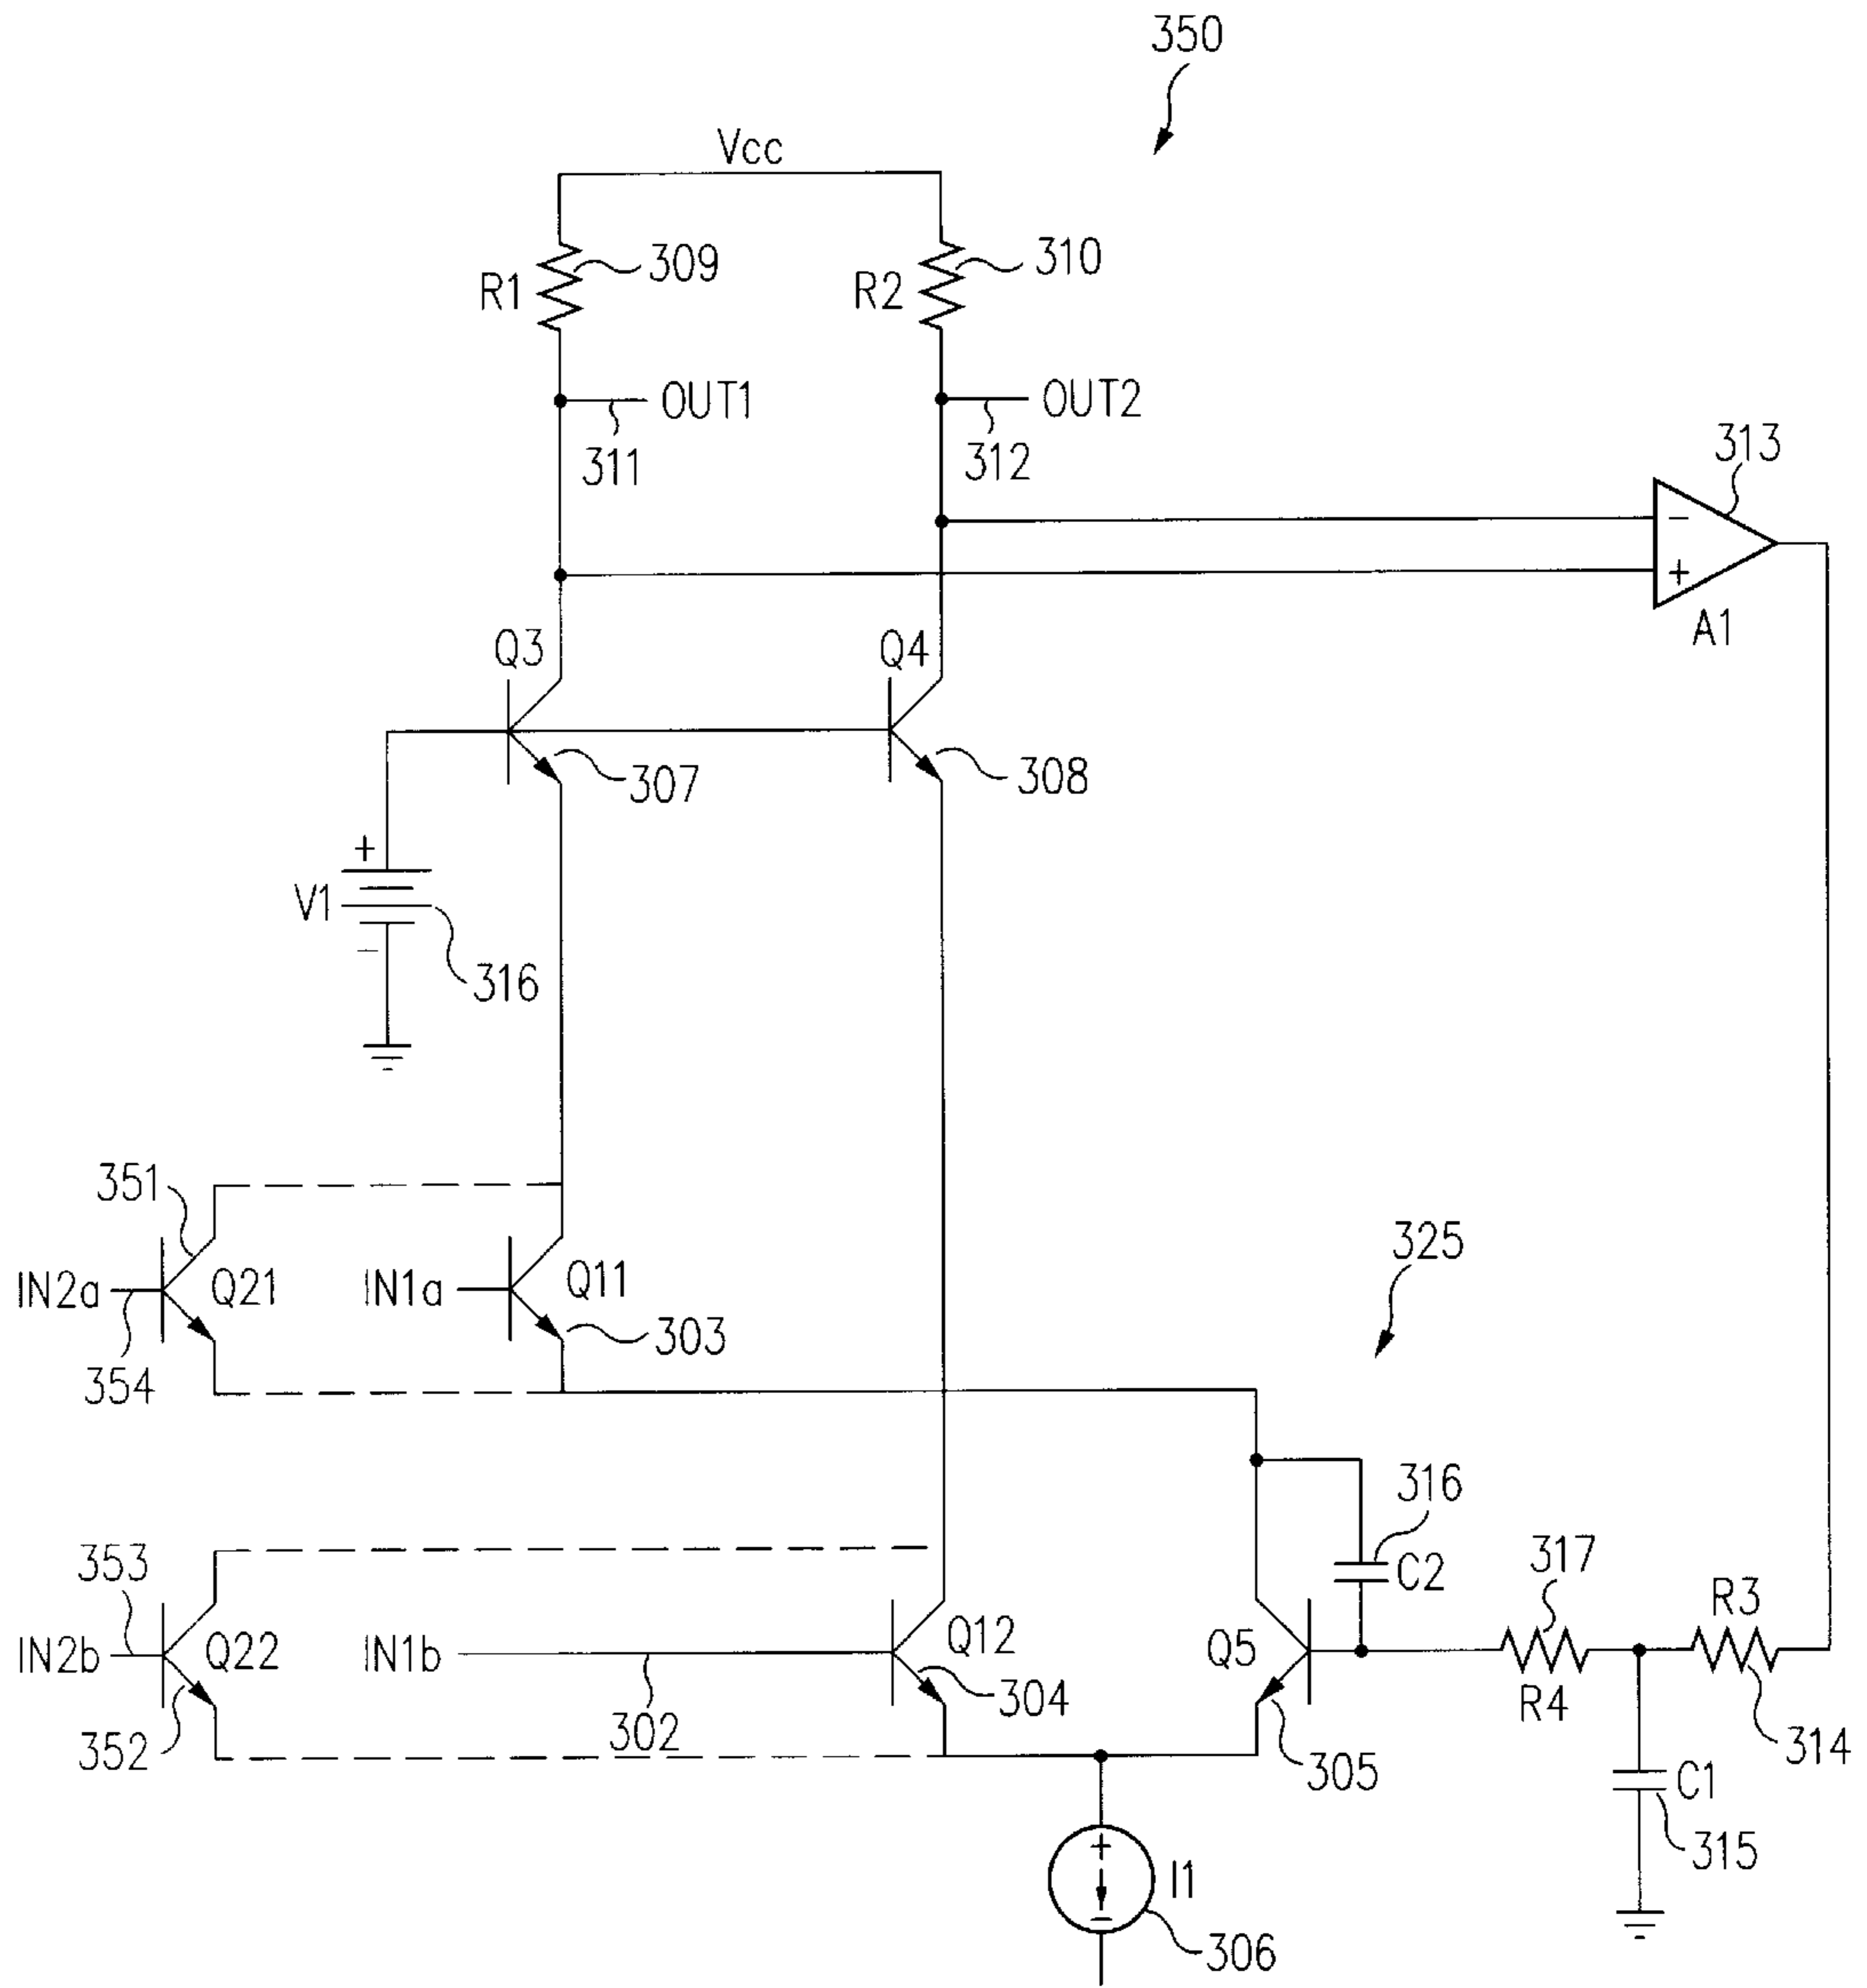 350
Vcc
R1
309
R2
310
OUT1
OUT2
311
312
313
−
+
A1
Q3
Q4
307
308
+
V1
−
316
351
IN2a
Q21
IN1a
Q11
354
303
325
316
C2
353
IN2b
Q22
IN1b
Q12
Q5
317
R3
352
302
304
R4
314
305
C1
315
+
−
I1
306